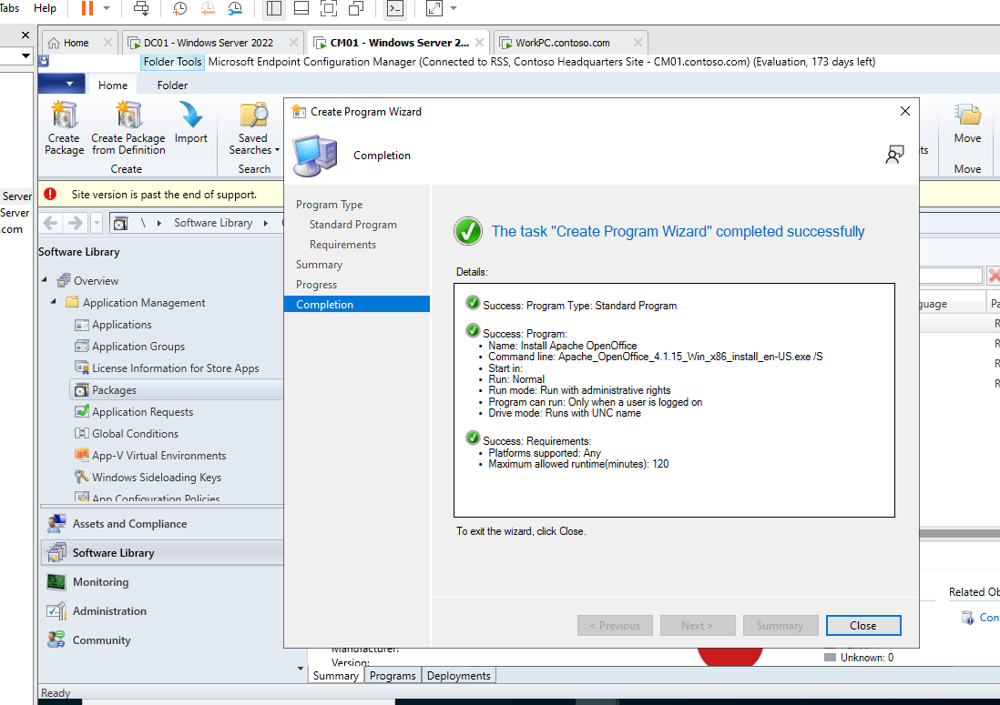 Tabs Help
Home
DC01 - Windows Server 2022
CM01 - Windows Server 2...
WorkPC.contoso.com
Folder Tools
Microsoft Endpoint Configuration Manager (Connected to RSS, Contoso Headquarters Site - CM01.contoso.com) (Evaluation, 173 days left)
Home
Folder
Create Package
Create Package from Definition
Import
Saved Searches
Move
Create
Search
Move
Server
Server
.com
Site version is past the end of support.
\ Software Library
Software Library
Overview
Application Management
Applications
Application Groups
License Information for Store Apps
Packages
Application Requests
Global Conditions
App-V Virtual Environments
Windows Sideloading Keys
App Configuration Policies
Assets and Compliance
Software Library
Monitoring
Administration
Community
Ready
Create Program Wizard
Completion
Program Type
Standard Program
Requirements
Summary
Progress
Completion
The task "Create Program Wizard" completed successfully
Details:
Success: Program Type: Standard Program
Success: Program:
• Name: Install Apache OpenOffice
• Command line: Apache_OpenOffice_4.1.15_Win_x86_install_en-US.exe /S
• Start in:
• Run: Normal
• Run mode: Run with administrative rights
• Program can run: Only when a user is logged on
• Drive mode: Runs with UNC name
Success: Requirements:
• Platforms supported: Any
• Maximum allowed runtime(minutes): 120
To exit the wizard, click Close.
< Previous
Next >
Summary
Close
Related Ob
Con
Manufacturer:
Version:
Unknown: 0
Summary
Programs
Deployments